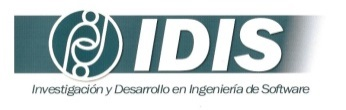 IDIS
Investigación y Desarrollo en Ingeniería de Software